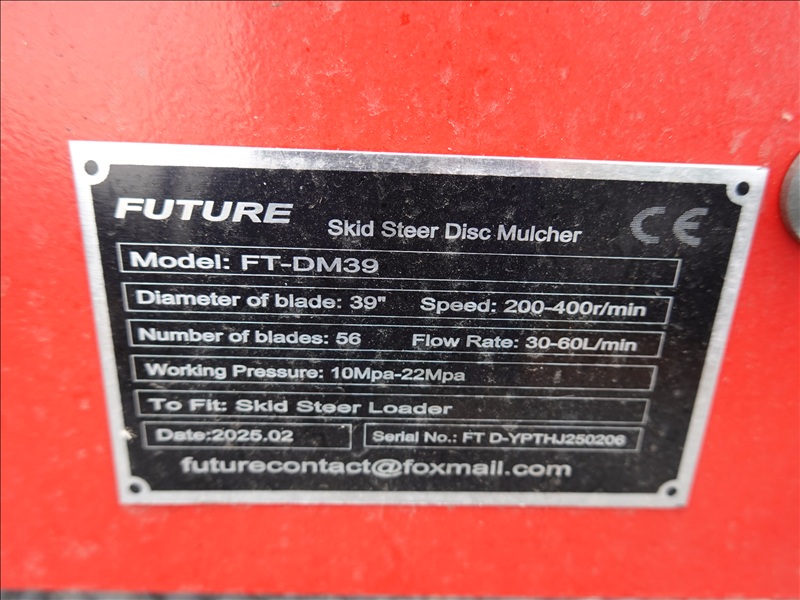 FUTURE Skid Steer Disc Mulcher CE
Model: FT-DM39
Diameter of blade: 39" Speed: 200-400r/min
Number of blades: 56 Flow Rate: 30-60L/min
Working Pressure: 10Mpa-22Mpa
To Fit: Skid Steer Loader
Date:2025.02 Serial No.: FT D-YPTHJ250206
futurecontact@foxmail.com